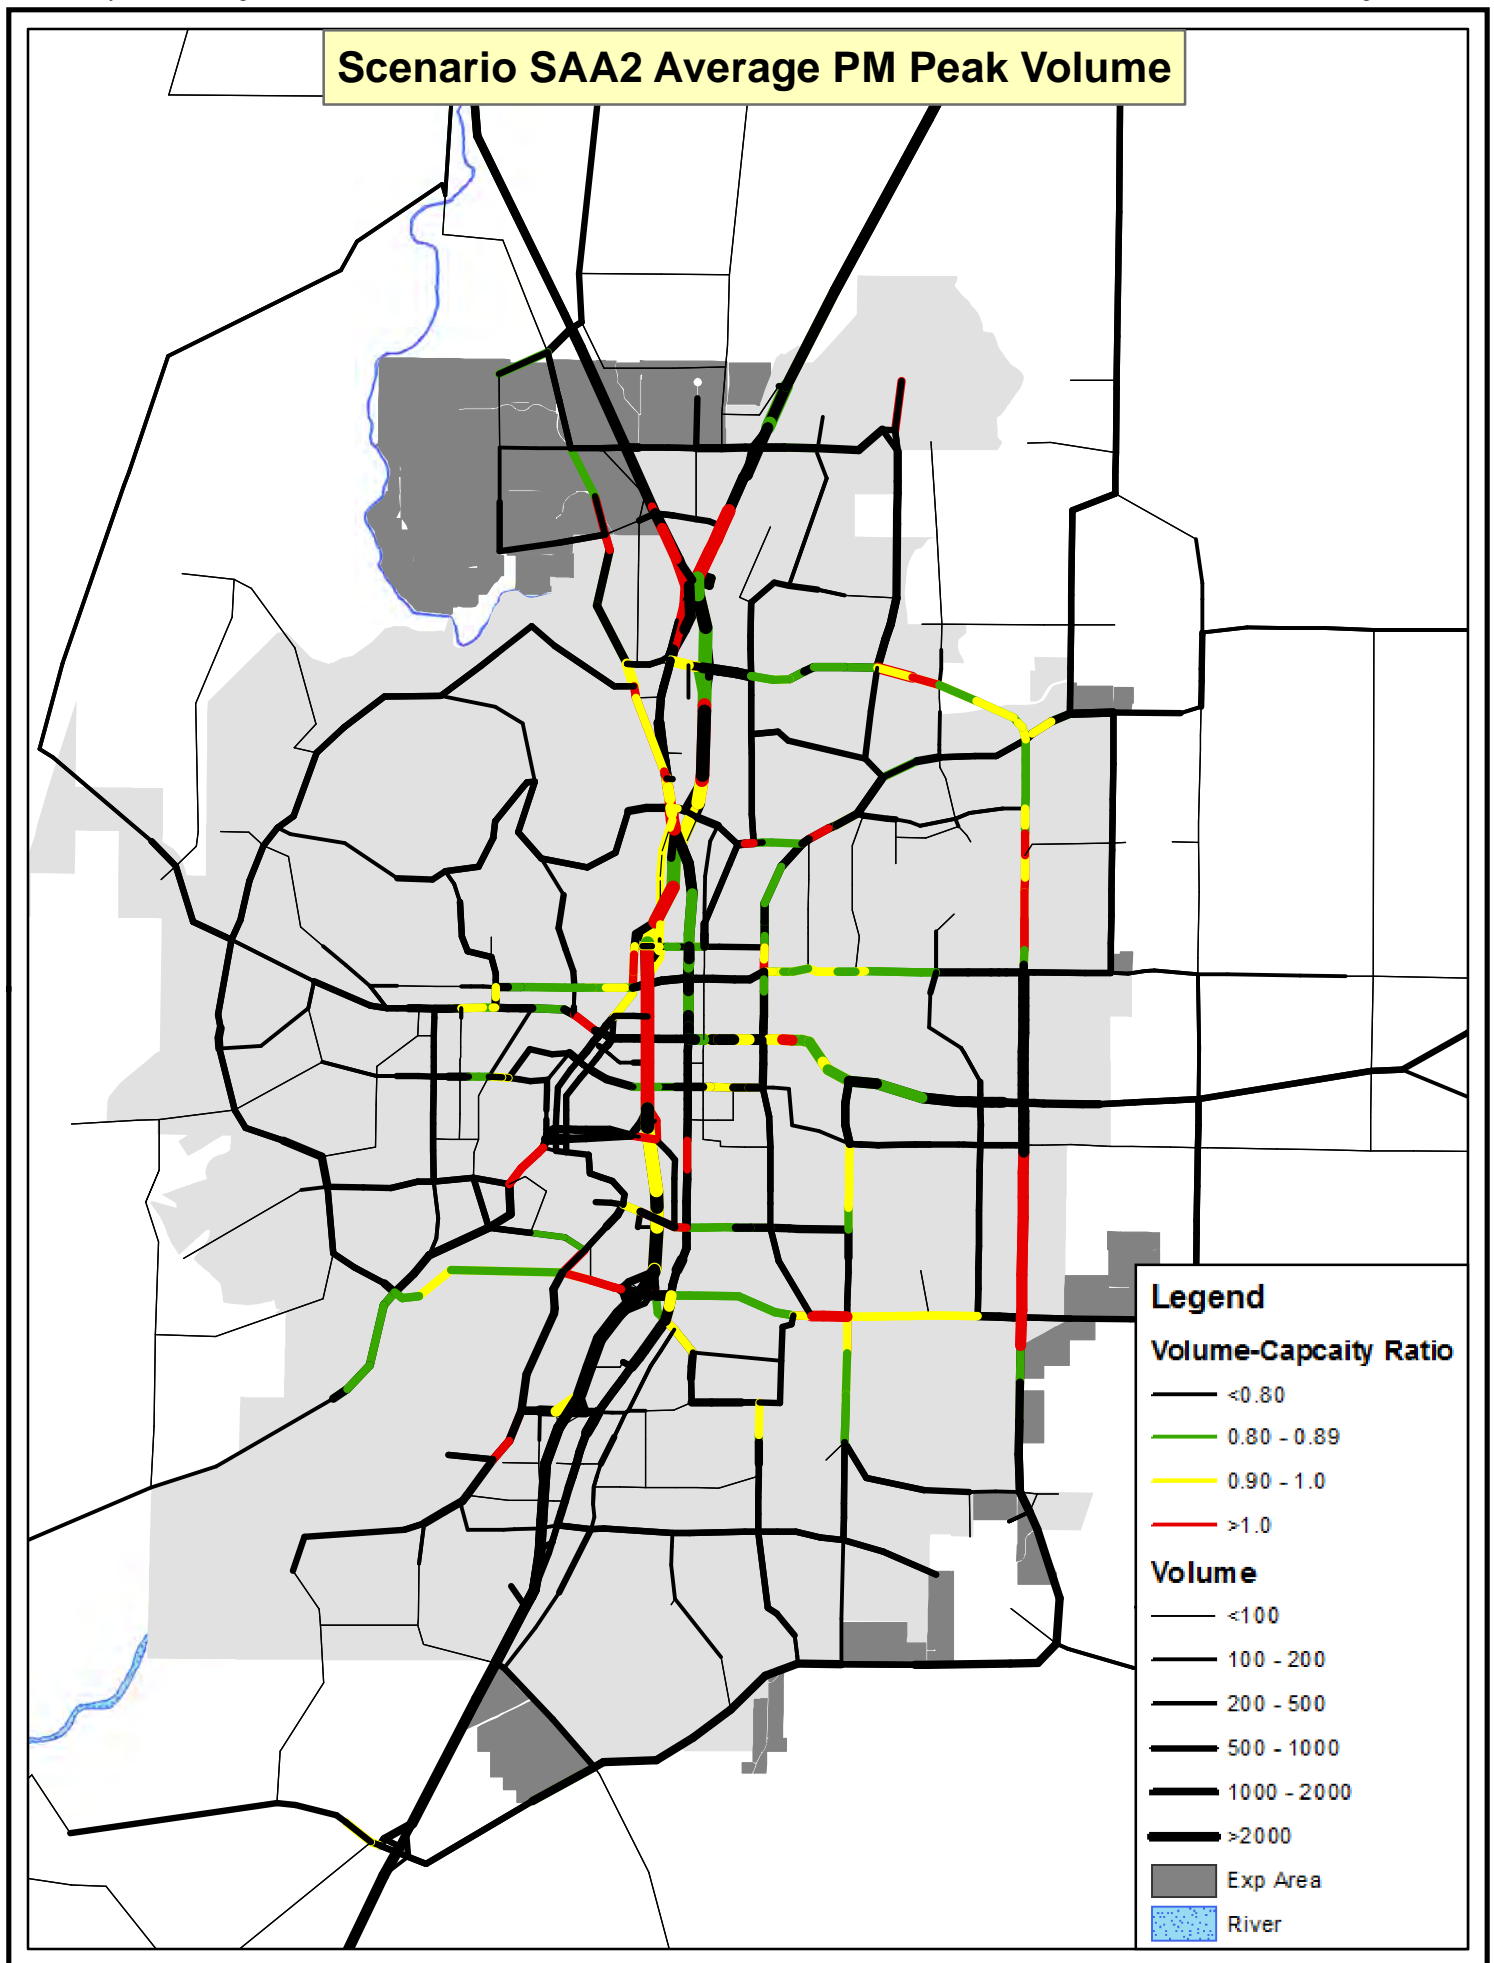 Scenario SAA2 Average PM Peak Volume
Legend
Volume-Capcaity Ratio
<0.80
0.80 - 0.89
0.90 - 1.0
>1.0
Volume
<100
100 - 200
200 - 500
500 - 1000
1000 - 2000
>2000
Exp Area
River